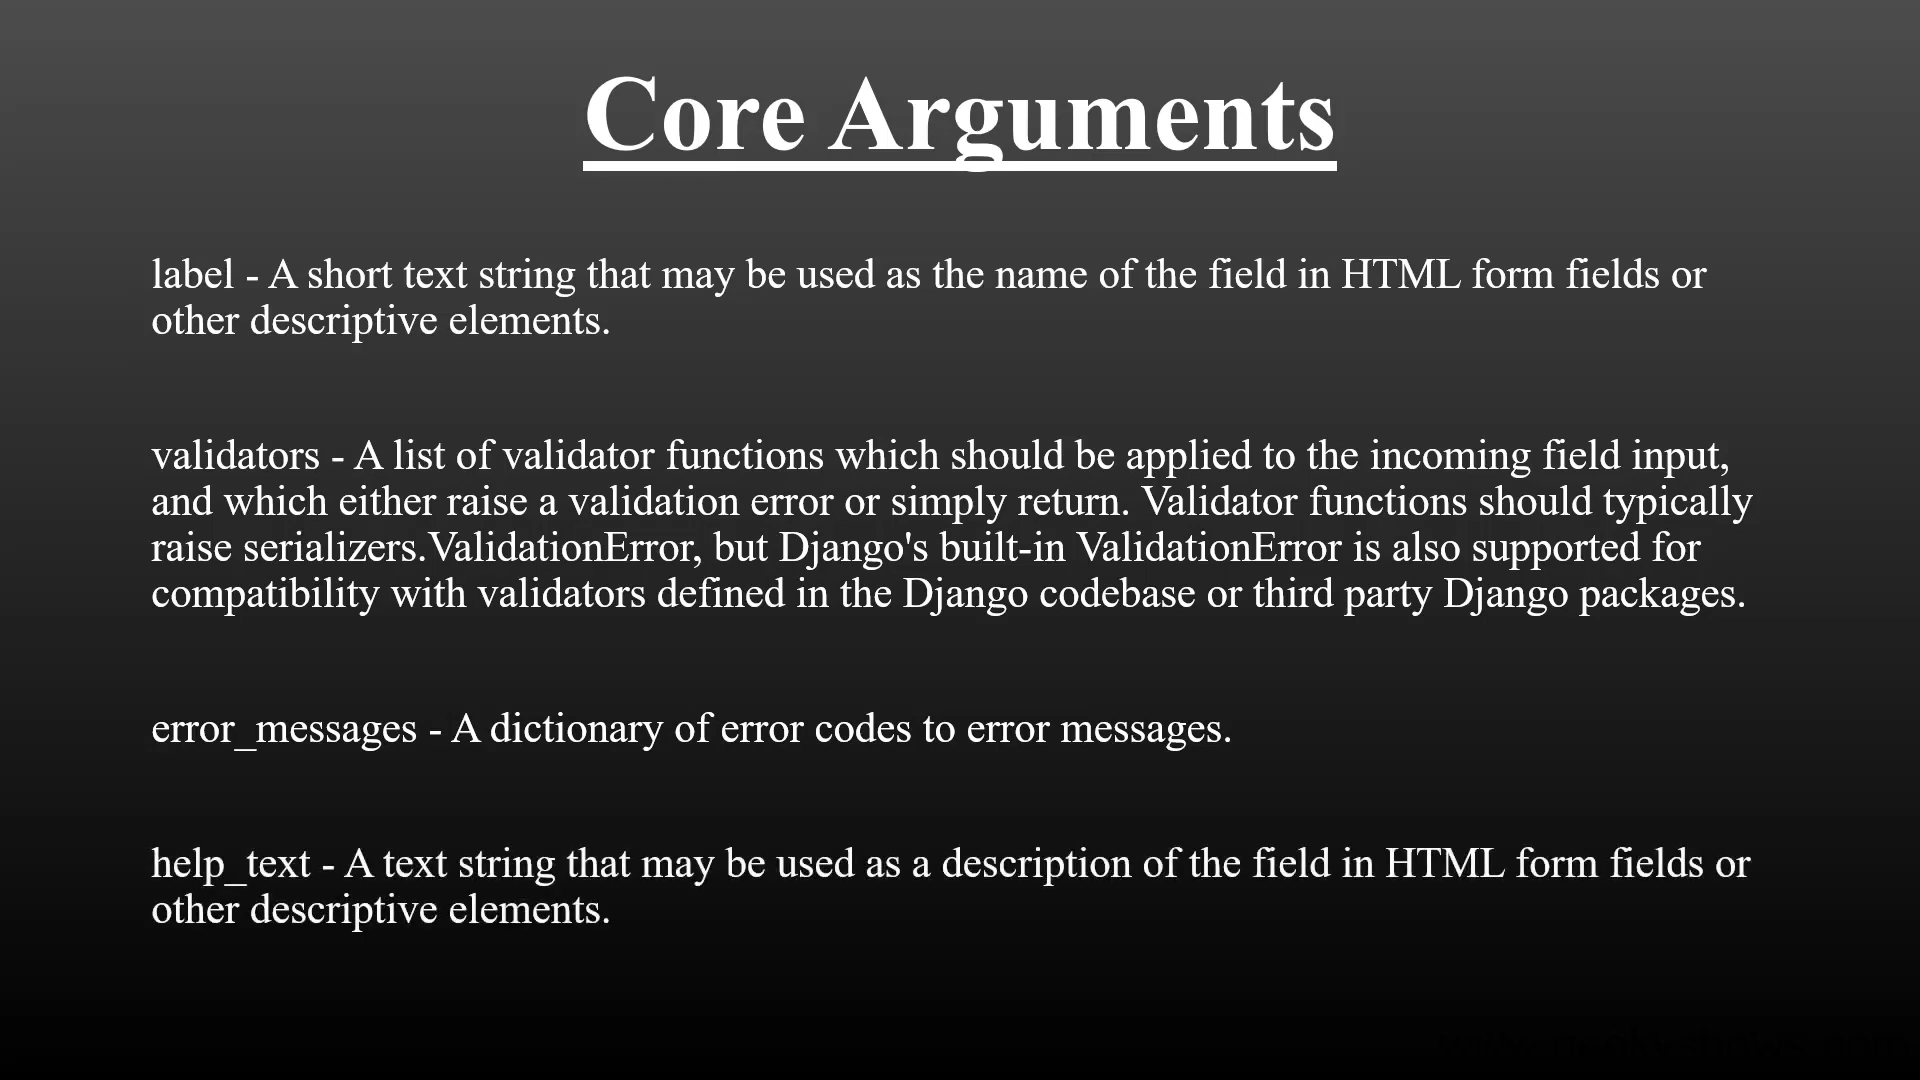 Core Arguments
label - A short text string that may be used as the name of the field in HTML form fields or
other descriptive elements.
validators - A list of validator functions which should be applied to the incoming field input,
and which either raise a validation error or simply return. Validator functions should typically
raise serializers.ValidationError, but Django's built-in ValidationError is also supported for
compatibility with validators defined in the Django codebase or third party Django packages.
error_messages - A dictionary of error codes to error messages.
help_text - A text string that may be used as a description of the field in HTML form fields or
other descriptive elements.